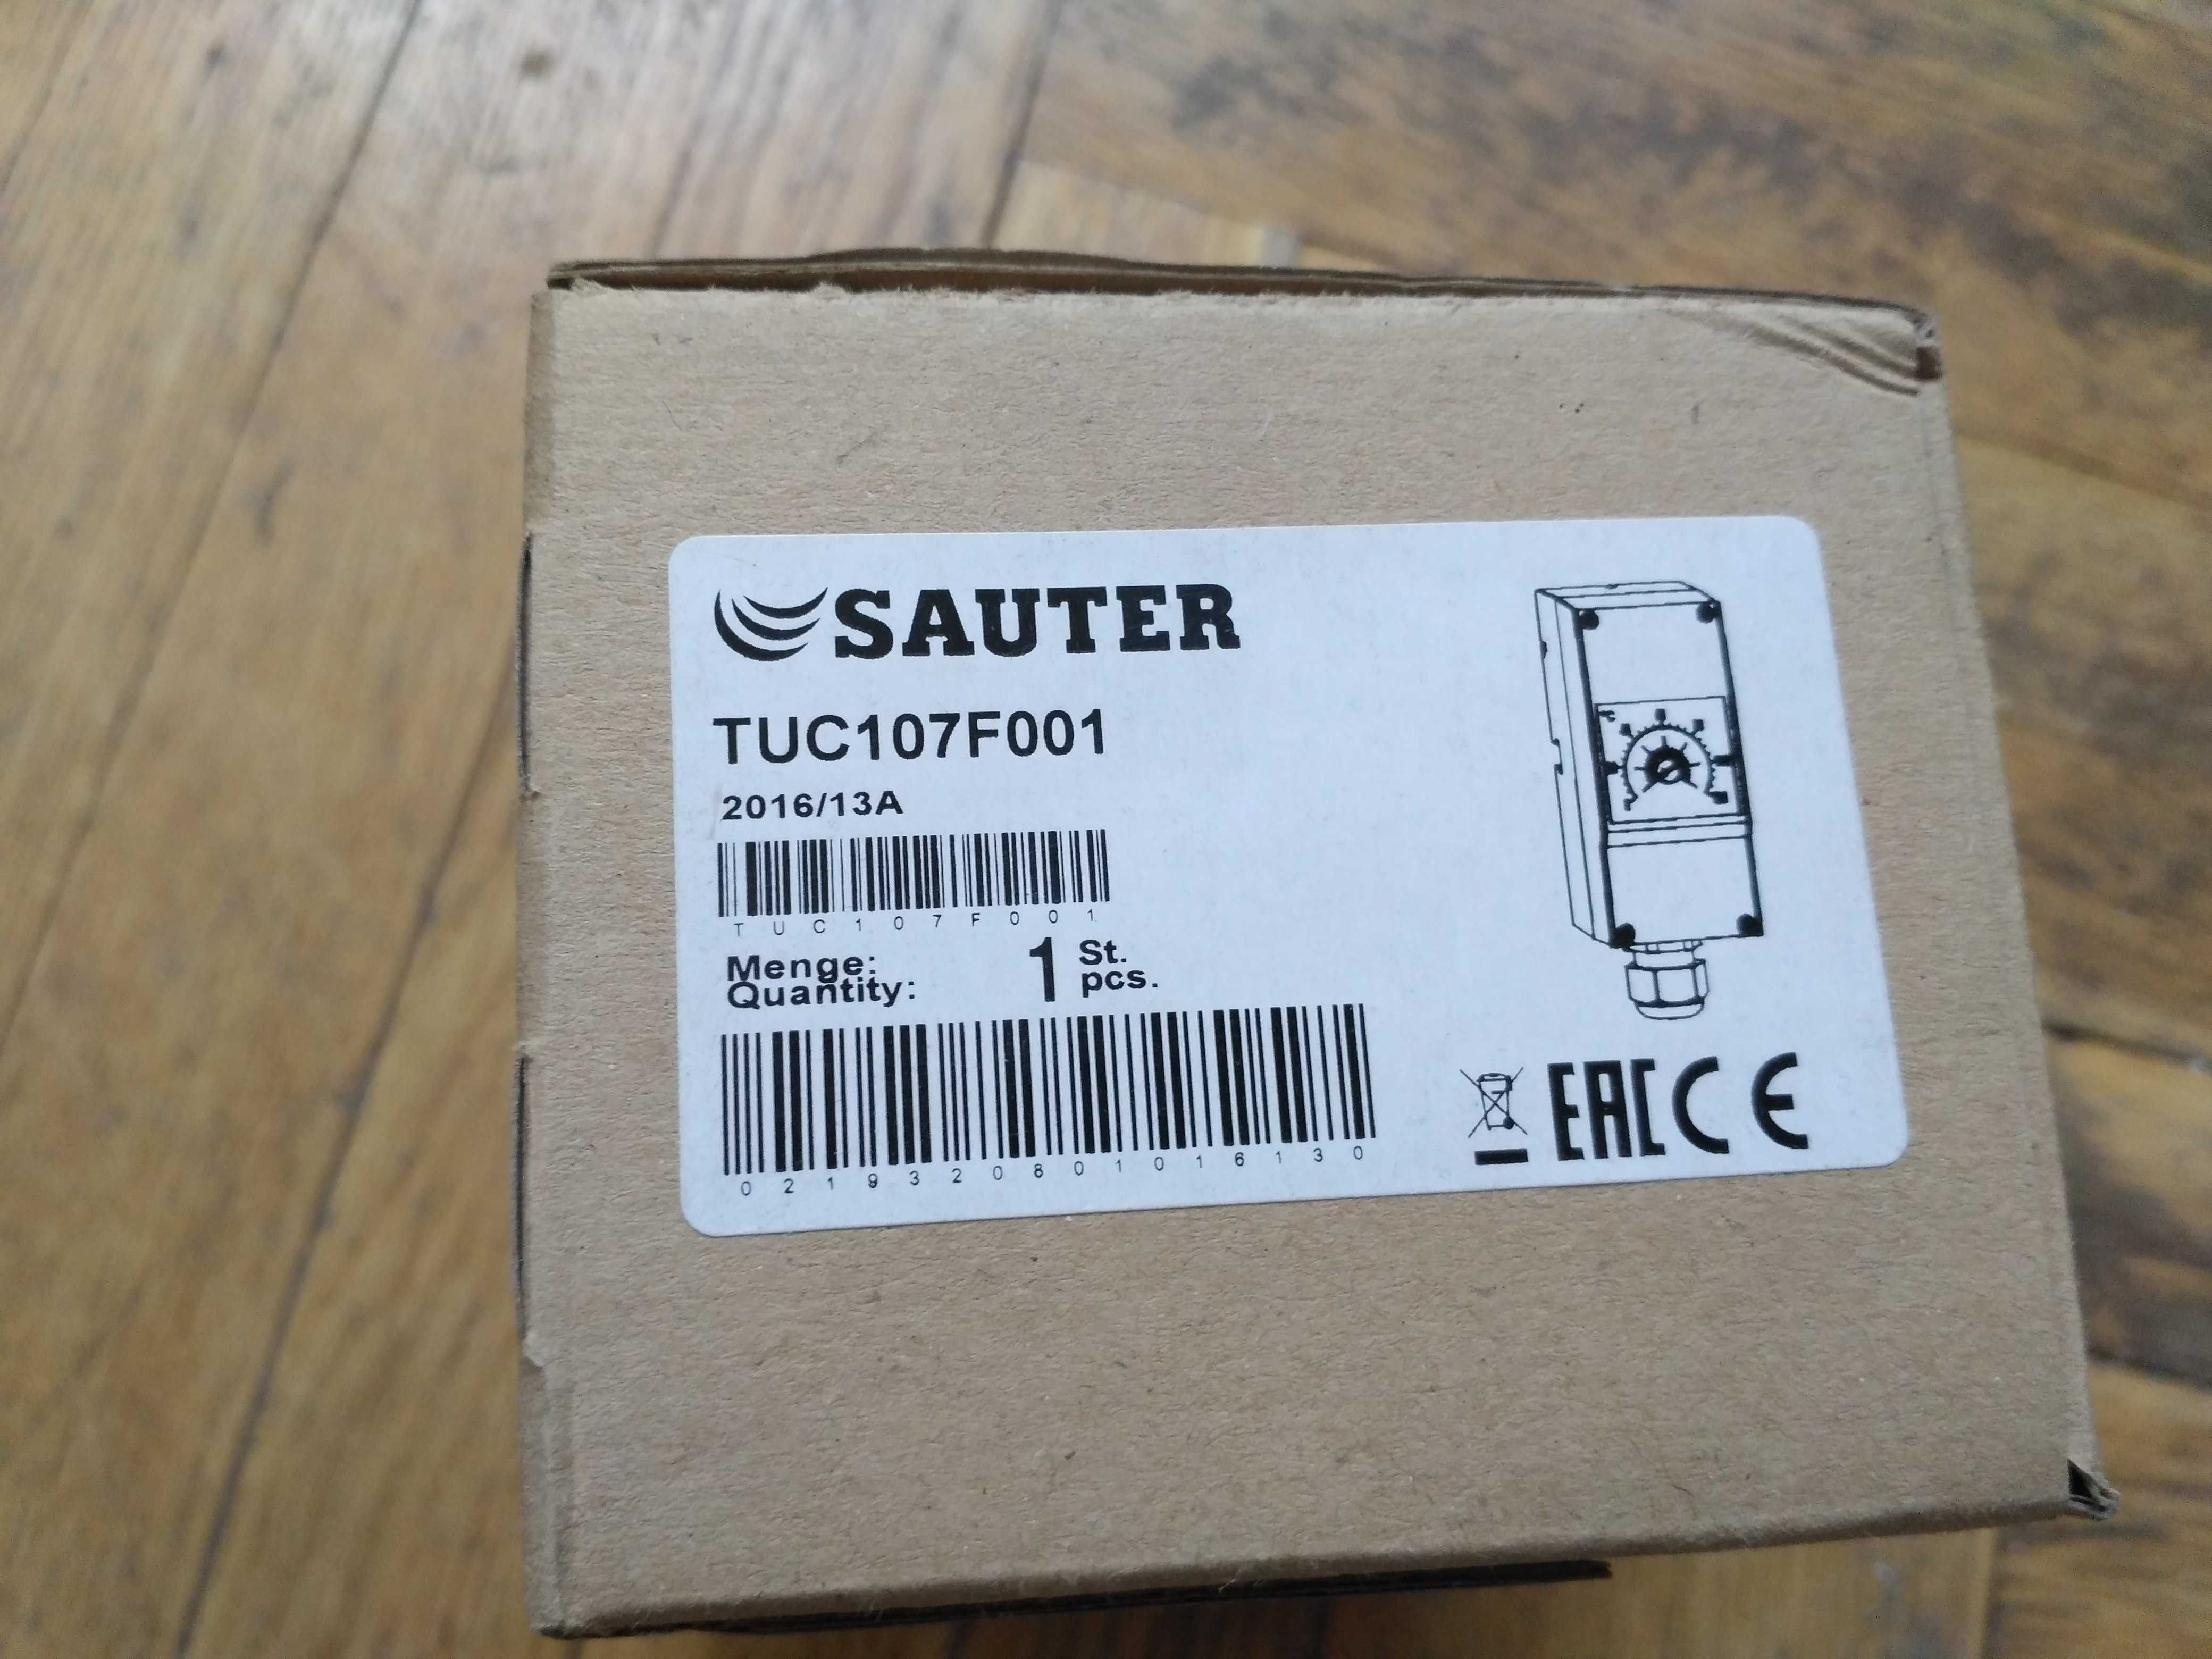 SAUTER
TUC107F001
2016/13A
TUC107F001
Menge: 1 St.
Quantity: pcs.
0219320801016130
°C
EAC CE